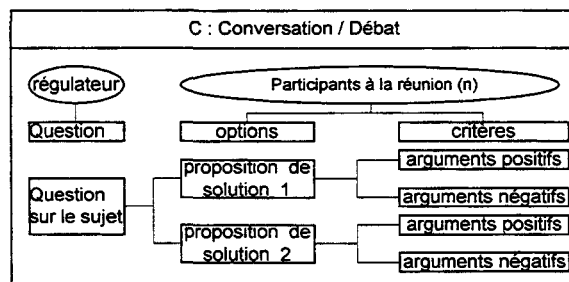 C : Conversation / Débat
régulateur
Participants à la réunion (n)
Question
options
critères
Question
sur le sujet
proposition de
solution 1
arguments positifs
arguments négatifs
proposition de
solution 2
arguments positifs
arguments négatifs